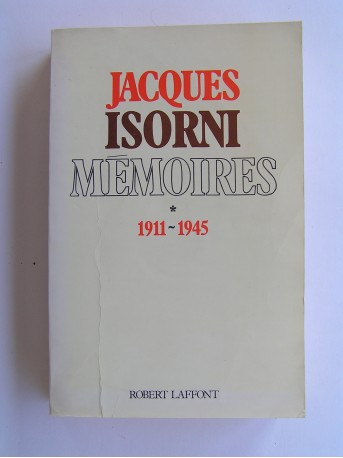 JACQUES
ISORNI
MÉMOIRES
*
1911~1945
ROBERT LAFFONT